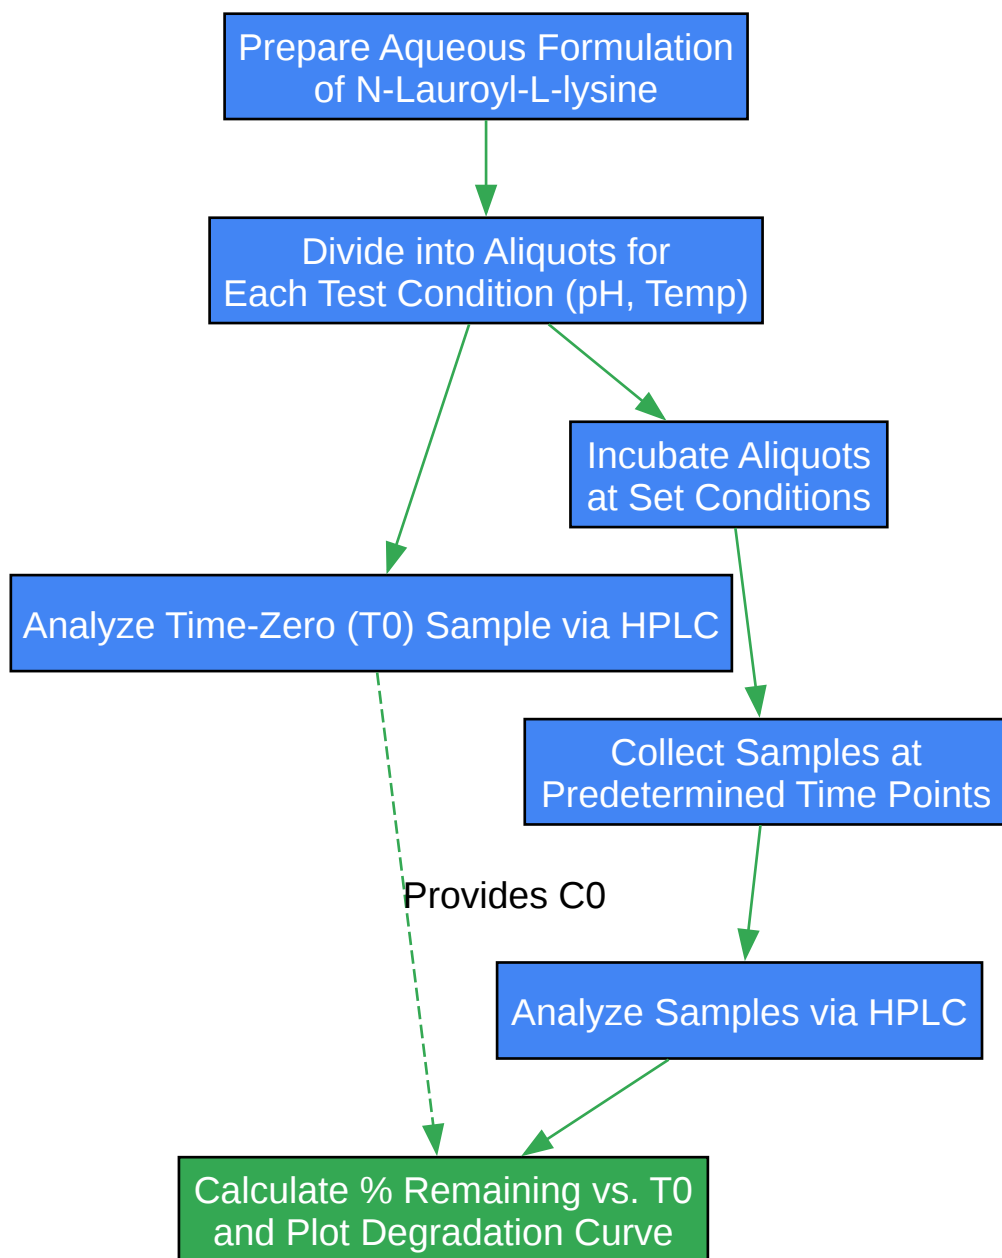 Prepare Aqueous Formulation
of N-Lauroyl-L-lysine
Divide into Aliquots for
Each Test Condition (pH, Temp)
Incubate Aliquots
at Set Conditions
Analyze Time-Zero (T0) Sample via HPLC
Collect Samples at
Predetermined Time Points
Provides C0
Analyze Samples via HPLC
Calculate % Remaining vs. T0
and Plot Degradation Curve